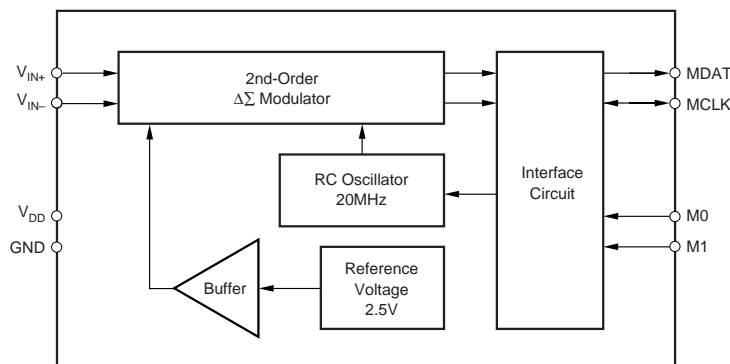 V_IN+
V_IN–
2nd-Order
ΔΣ Modulator
MDAT
MCLK
RC Oscillator
20MHz
Interface
Circuit
V_DD
GND
M0
M1
Buffer
Reference
Voltage
2.5V